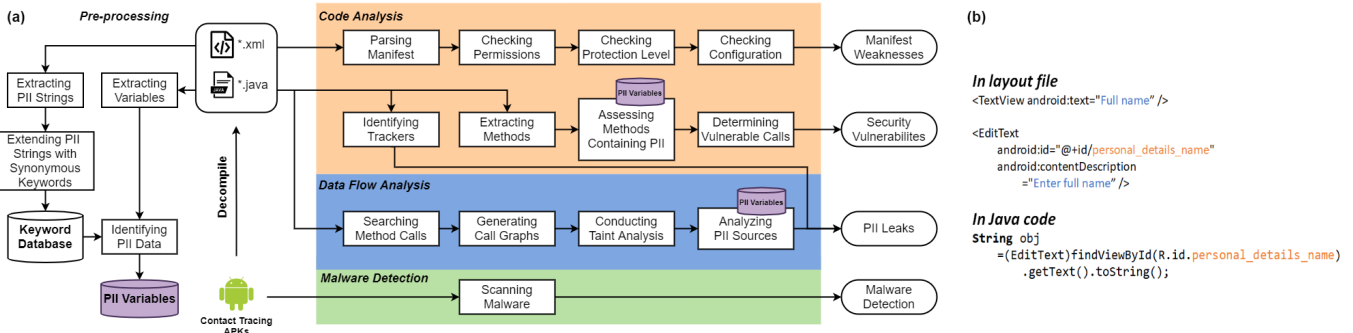 (a)
Pre-processing
*.xml
*.java
JAVA
Extracting
PII Strings
Extracting
Variables
Extending PII
Strings with
Synonymous
Keywords
Keyword
Database
Identifying
PII Data
PII Variables
Decompile
Contact Tracing
APKs
Code Analysis
Parsing
Manifest
Checking
Permissions
Checking
Protection Level
Checking
Configuration
Manifest
Weaknesses
Identifying
Trackers
Extracting
Methods
PII Variables
Assessing
Methods
Containing PII
Determining
Vulnerable Calls
Security
Vulnerabilites
Data Flow Analysis
Searching
Method Calls
Generating
Call Graphs
Conducting
Taint Analysis
PII Variables
Analyzing
PII Sources
PII Leaks
Malware Detection
Scanning
Malware
Malware
Detection
(b)
In layout file
<TextView android:text="Full name" />
<EditText
android:id="@+id/personal_details_name"
android:contentDescription
="Enter full name" />
In Java code
String obj
=(EditText)findViewById(R.id.personal_details_name)
.getText().toString();